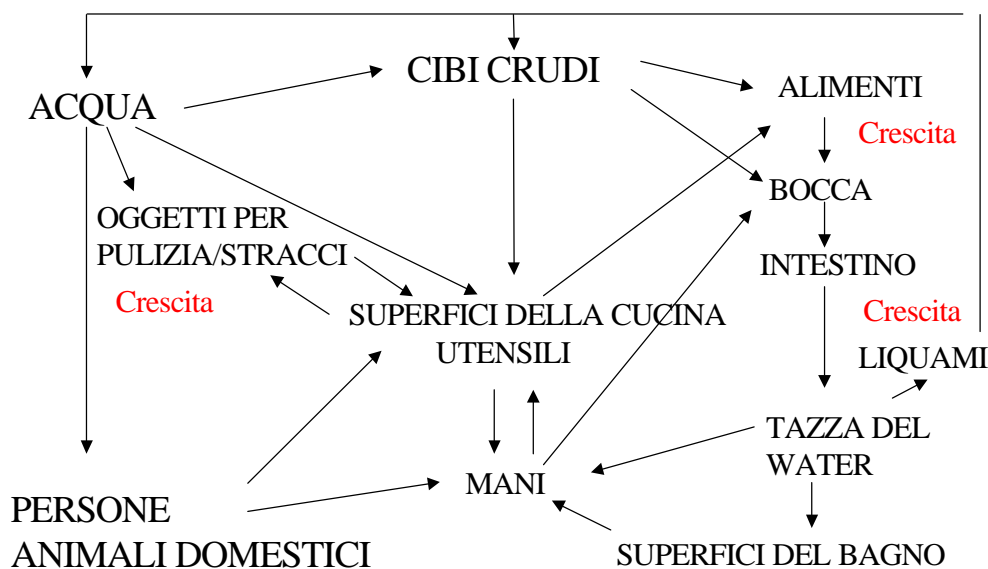 CIBI CRUDI
ACQUA
ALIMENTI
Crescita
BOCCA
OGGETTI PER
PULIZIA/STRACCI
INTESTINO
Crescita
SUPERFICI DELLA CUCINA
UTENSILI
Crescita
LIQUAMI
TAZZA DEL
WATER
MANI
PERSONE
ANIMALI DOMESTICI
SUPERFICI DEL BAGNO